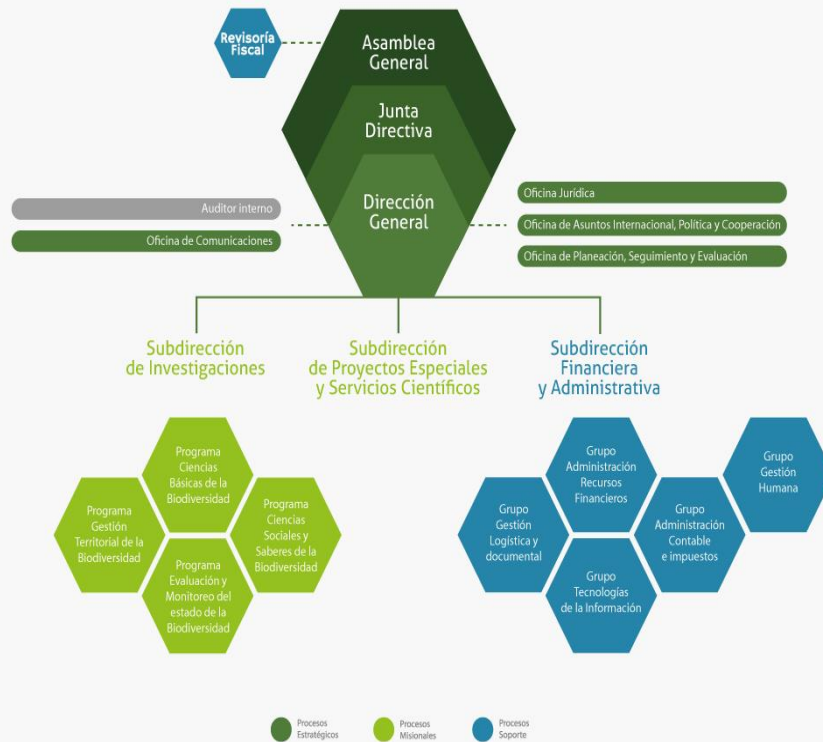 Revisoría
Fiscal
Asamblea
General
Junta
Directiva
Dirección
General
Auditor interno
Oficina de Comunicaciones
Oficina Jurídica
Oficina de Asuntos Internacional, Política y Cooperación
Oficina de Planeación, Seguimiento y Evaluación
Subdirección
de Investigaciones
Subdirección
de Proyectos Especiales
y Servicios Científicos
Subdirección
Financiera
y Administrativa
Programa
Ciencias
Básicas de la
Biodiversidad
Programa
Gestión
Territorial de la
Biodiversidad
Programa
Ciencias
Sociales y
Saberes de la
Biodiversidad
Programa
Evaluación y
Monitoreo del
estado de la
Biodiversidad
Grupo
Administración
Recursos
Financieros
Grupo
Gestión
Humana
Grupo
Gestión
Logística y
documental
Grupo
Administración
Contable
e impuestos
Grupo
Tecnologías
de la Información
Procesos
Estratégicos
Procesos
Misionales
Procesos
Soporte